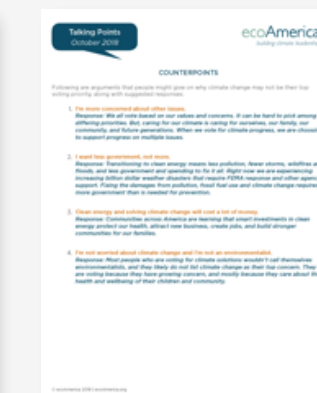 Talking Points
October 2018
ecoAmerica
building climate leadership
COUNTERPOINTS
Following are arguments that people might give on why climate change may not be their top
voting priority, along with suggested responses.
1. I'm more concerned about other issues.
Response: We all vote based on our values and concerns. It can be hard to pick among
differing priorities. But, caring for our climate is caring for ourselves, our family, our
community, and future generations. When we vote for climate progress, we are choosi
to support progress on multiple issues.
2. I want less government, not more.
Response: Transitioning to clean energy means less pollution, fewer storms, wildfires a
floods, and less government and spending to fix it all. Right now we are experiencing
increasing billion dollar weather disasters that require FEMA response and other agenc
support. Fixing the damages from pollution, fossil fuel use and climate change requires
more government than is needed for prevention.
3. Clean energy and solving climate change will cost a lot of money.
Response: Communities across America are learning that smart investments in clean
energy protect our health, attract new business, create jobs, and build stronger
communities for our families.
4. I'm not worried about climate change and I'm not an environmentalist.
Response: Most people who are voting for climate solutions wouldn't call themselves
environmentalists, and they likely do not list climate change as their top concern. They
are voting because they have growing concern, and mostly because they care about th
health and wellbeing of their children and community.
© ecoAmerica 2018 | ecoamerica.org